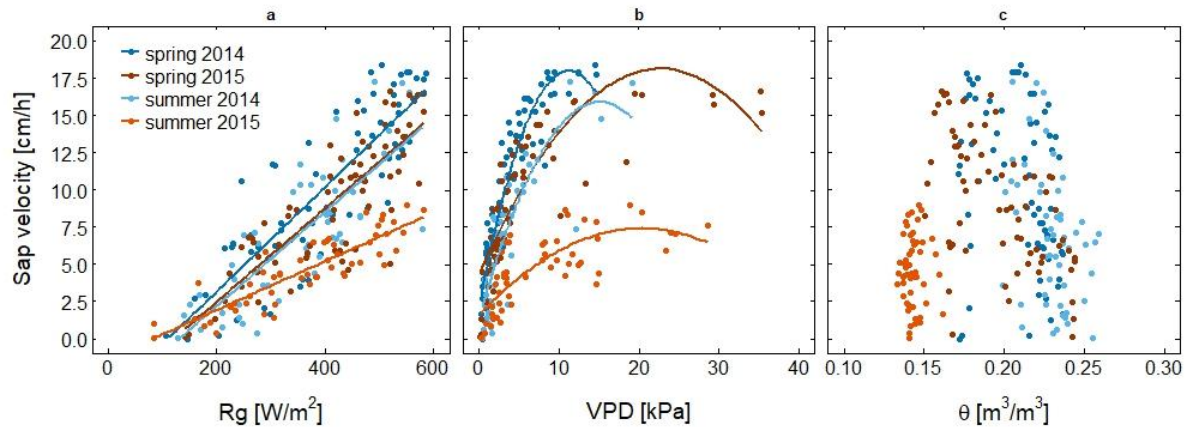 a b c
20.0
17.5
15.0
12.5
10.0
7.5
5.0
2.5
0.0
Sap velocity [cm/h]
spring 2014
spring 2015
summer 2014
summer 2015
0 200 400 600
0 10 20 30 40
0.10 0.15 0.20 0.25 0.30
Rg [W/m²]
VPD [kPa]
θ [m³/m³]